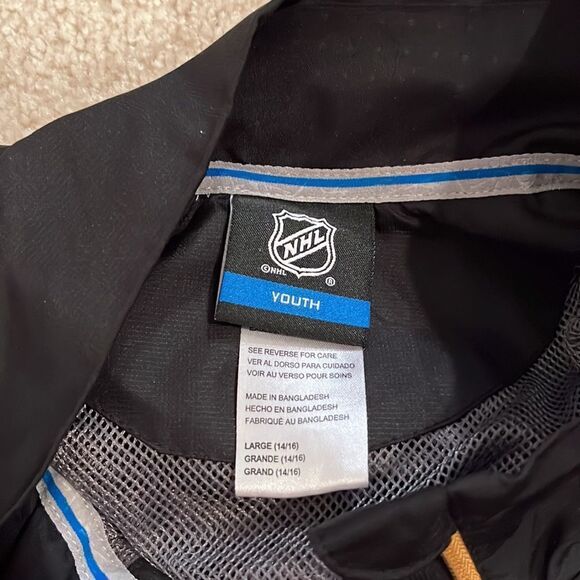 NHL
©NHL ®
YOUTH
SEE REVERSE FOR CARE
VER AL DORSO PARA CUIDADO
VOIR AU VERSO POUR SOINS
MADE IN BANGLADESH
HECHO EN BANGLADESH
FABRIQUÉ AU BANGLADESH
LARGE (14/16)
GRANDE (14/16)
GRAND (14/16)